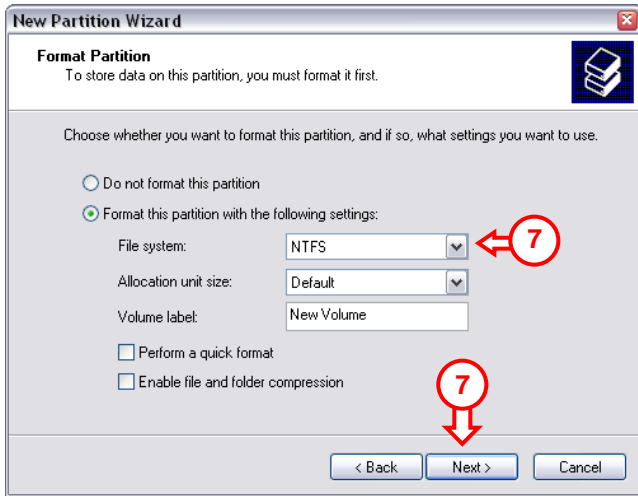 New Partition Wizard
Format Partition
To store data on this partition, you must format it first.
Choose whether you want to format this partition, and if so, what settings you want to use.
Do not format this partition
Format this partition with the following settings:
File system: NTFS 7
Allocation unit size: Default
Volume label: New Volume
Perform a quick format
Enable file and folder compression
7
< Back Next > Cancel